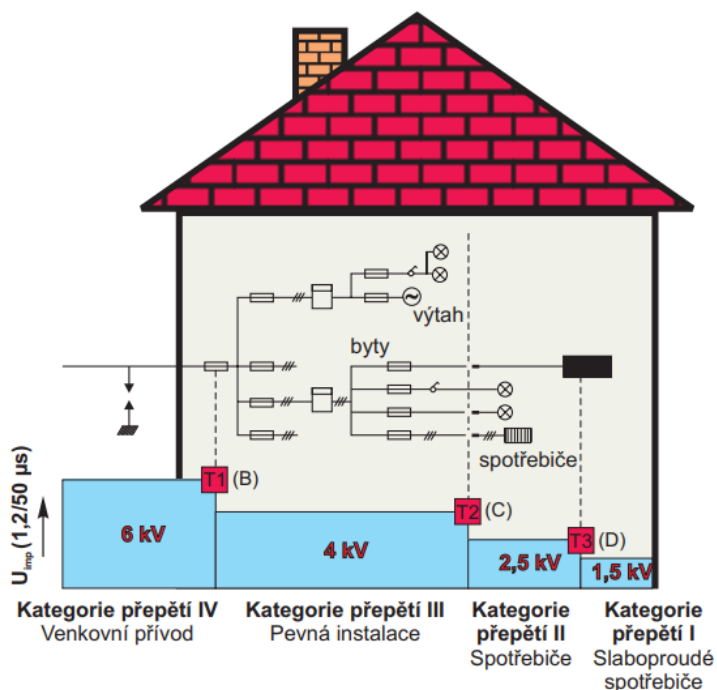 výtah
byty
spotřebiče
U imp (1,2/50 µs)
T1 (B)
T2 (C)
T3 (D)
6 kV
4 kV
2,5 kV
1,5 kV
Kategorie přepětí IV
Venkovní přívod
Kategorie přepětí III
Pevná instalace
Kategorie
přepětí II
Spotřebiče
Kategorie
přepětí I
Slaboproudé
spotřebiče